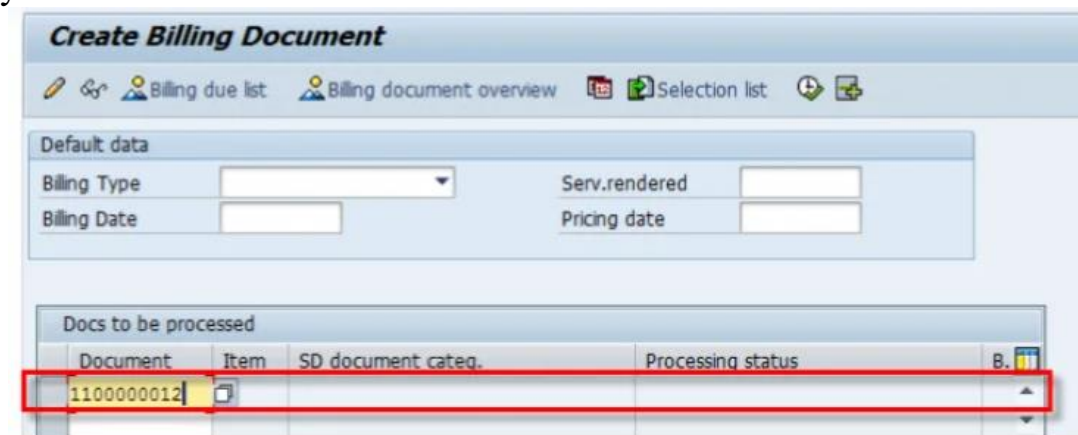 y
Create Billing Document
Billing due list Billing document overview Selection list
Default data
Billing Type Serv.rendered
Billing Date Pricing date
Docs to be processed
Document Item SD document categ. Processing status B.
1100000012